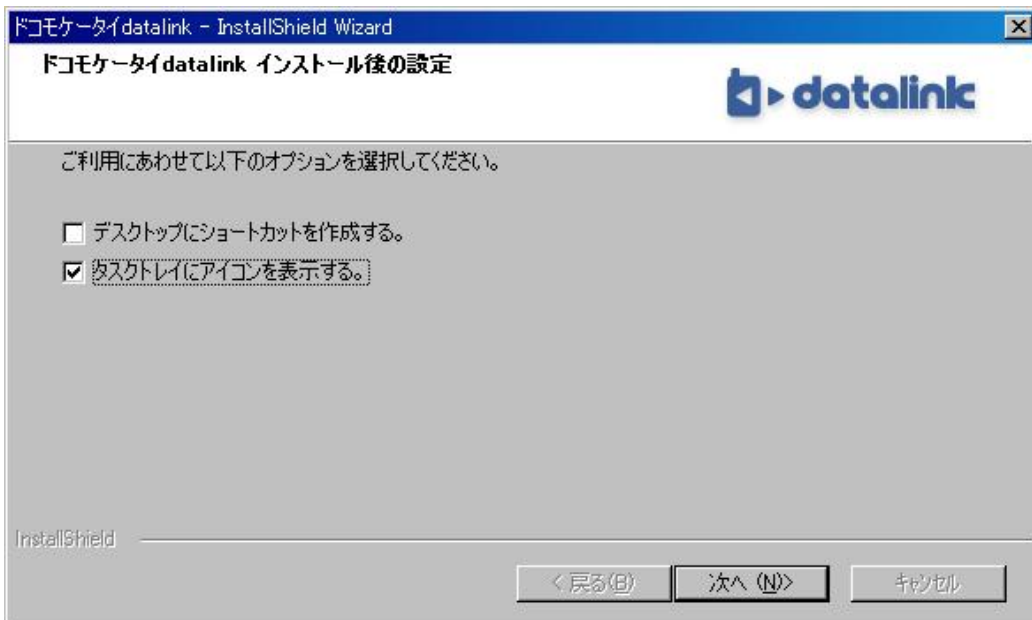 ドコモケータイdatalink - InstallShield Wizard
ドコモケータイdatalink インストール後の設定
datalink
ご利用にあわせて以下のオプションを選択してください。
デスクトップにショートカットを作成する。
タスクトレイにアイコンを表示する。
InstallShield
< 戻る(B)
次へ (N)>
キャンセル